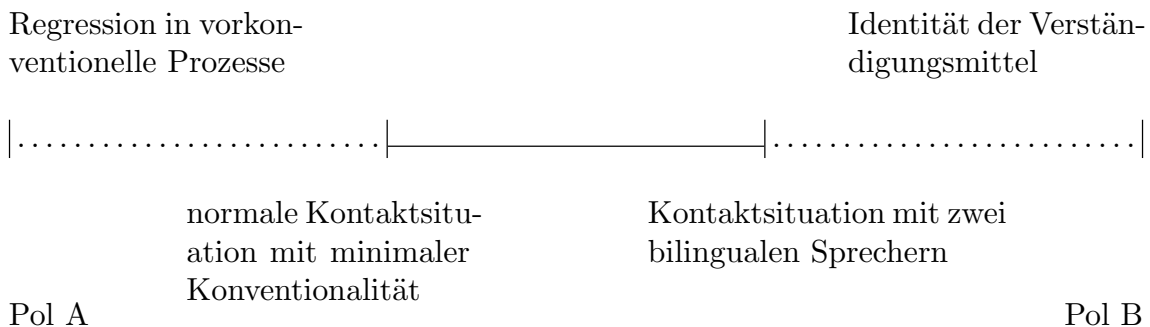 Regression in vorkon-
ventionelle Prozesse
Identität der Verstän-
digungsmittel
normale Kontaktsitu-
ation mit minimaler
Konventionalität
Kontaktsituation mit zwei
bilingualen Sprechern
Pol A
Pol B